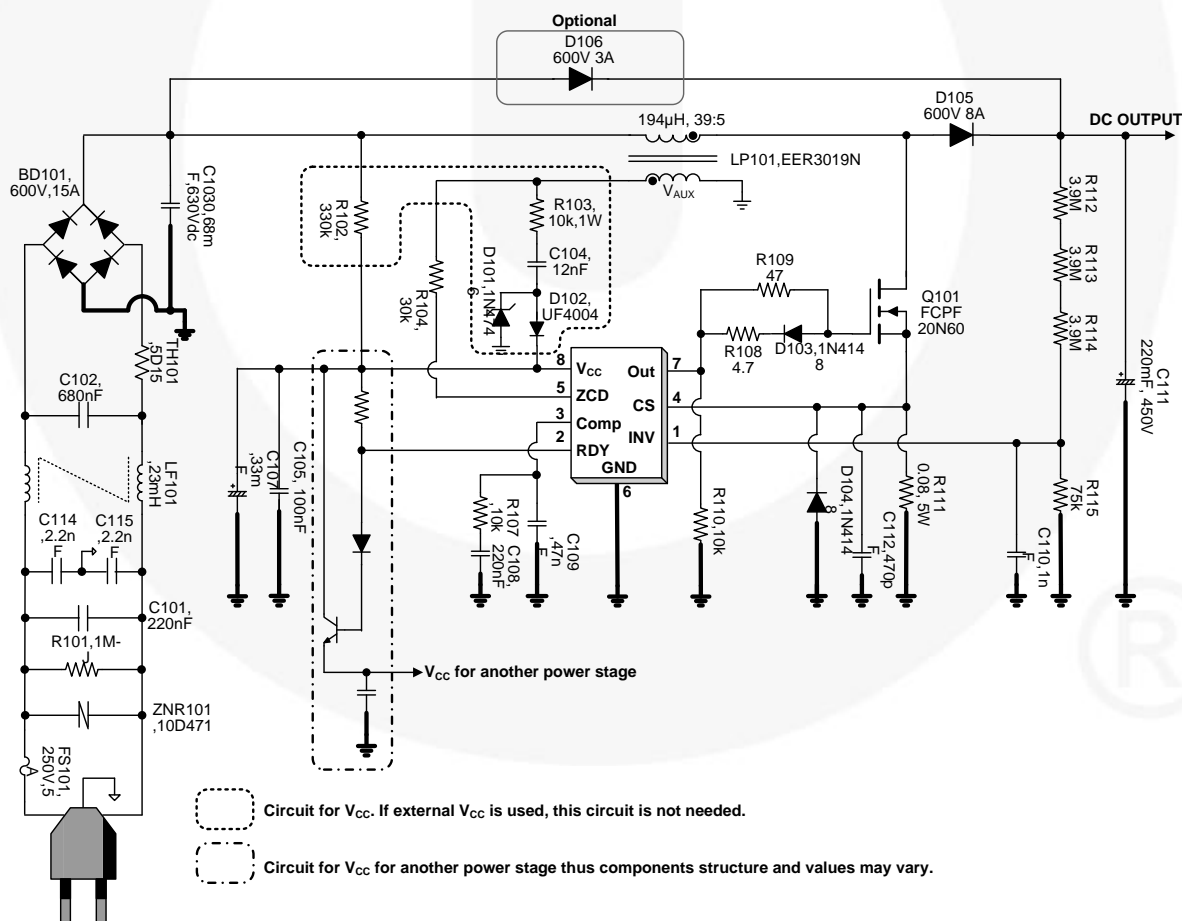 Optional
D106
600V 3A
D105
600V 8A
DC OUTPUT
194µH, 39:5
LP101,EER3019N
V_AUX
BD101,
600V,15A
C1030,68m
F,630Vdc
R102,
330k
R103,
10k,1W
C104,
12nF
D101,1N474
6
D102,
UF4004
R104,
30k
R109
47
R108
4.7
D103,1N414
8
Q101
FCPF
20N60
R112
3.9M
R113
3.9M
R114
3.9M
C111
220mF, 450V
TH101
,5D15
C102,
680nF
LF101
,23mH
C114
,2.2n
F
C115
,2.2n
F
C101,
220nF
R101,1M-
J
ZNR101
,10D471
FS101,
250V,5
A
8
V_CC
5
ZCD
3
Comp
2
RDY
GND
6
Out
7
CS
4
INV
1
C107
,33m
F
C105, 100nF
R107
,10k
C108,
220nF
C109
,47n
F
R110,10k
D104,1N414
8
C112,470p
F
R111
0.08, 5W
C110,1n
F
R115
75k
V_CC for another power stage
Circuit for V_CC. If external V_CC is used, this circuit is not needed.
Circuit for V_CC for another power stage thus components structure and values may vary.
®